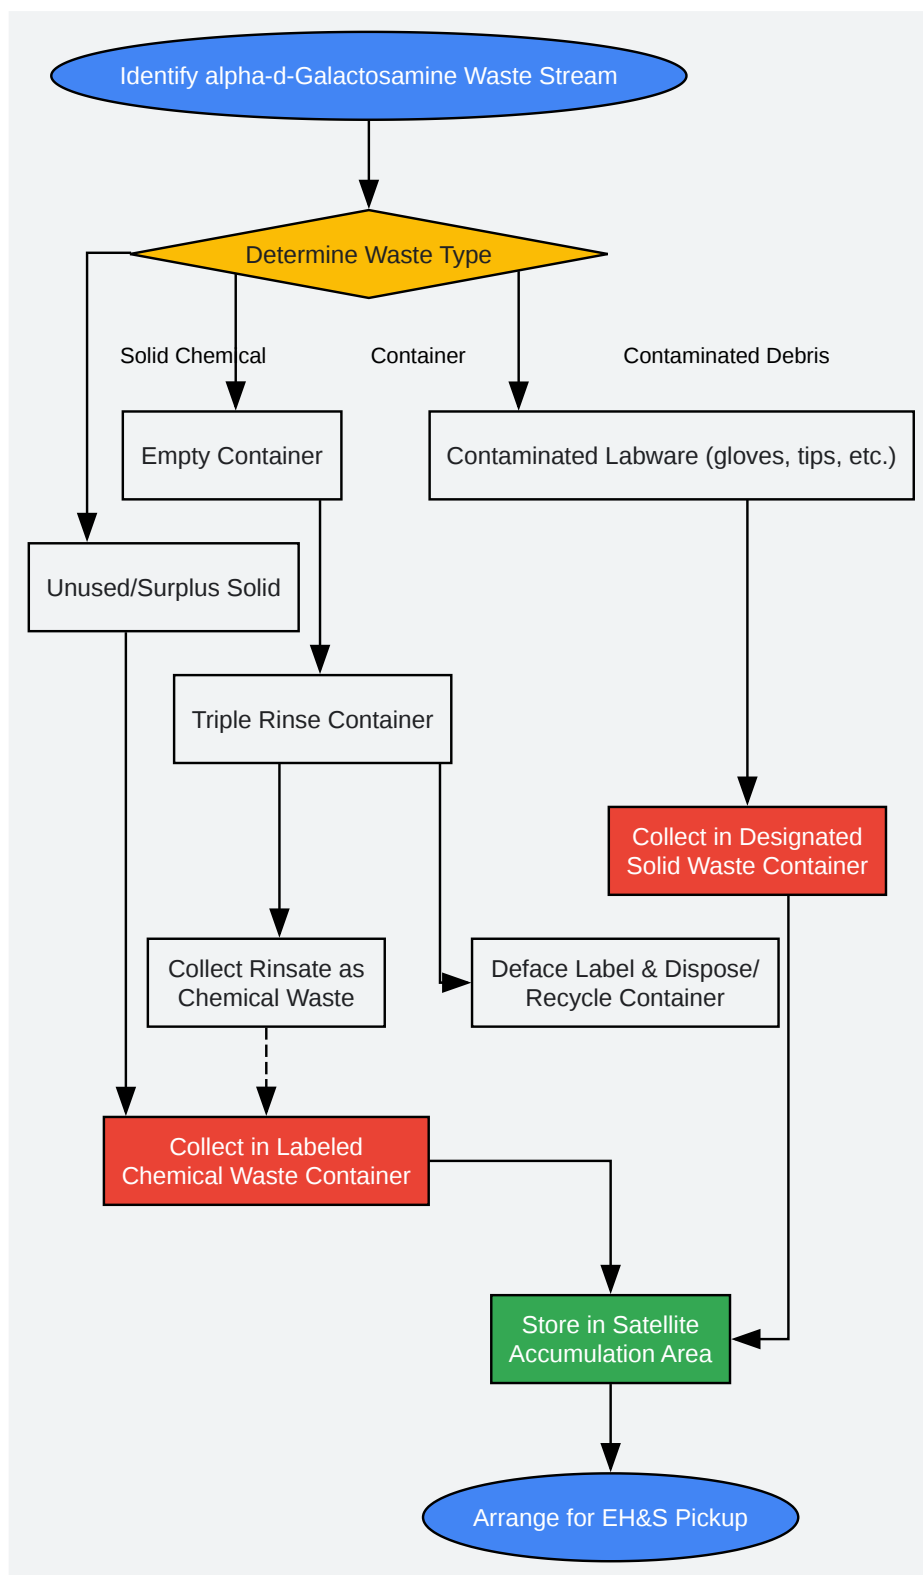 Identify alpha-d-Galactosamine Waste Stream
Determine Waste Type
Solid Chemical
Container
Contaminated Debris
Empty Container
Contaminated Labware (gloves, tips, etc.)
Unused/Surplus Solid
Triple Rinse Container
Collect in Designated
Solid Waste Container
Collect Rinsate as
Chemical Waste
Deface Label & Dispose/
Recycle Container
Collect in Labeled
Chemical Waste Container
Store in Satellite
Accumulation Area
Arrange for EH&S Pickup